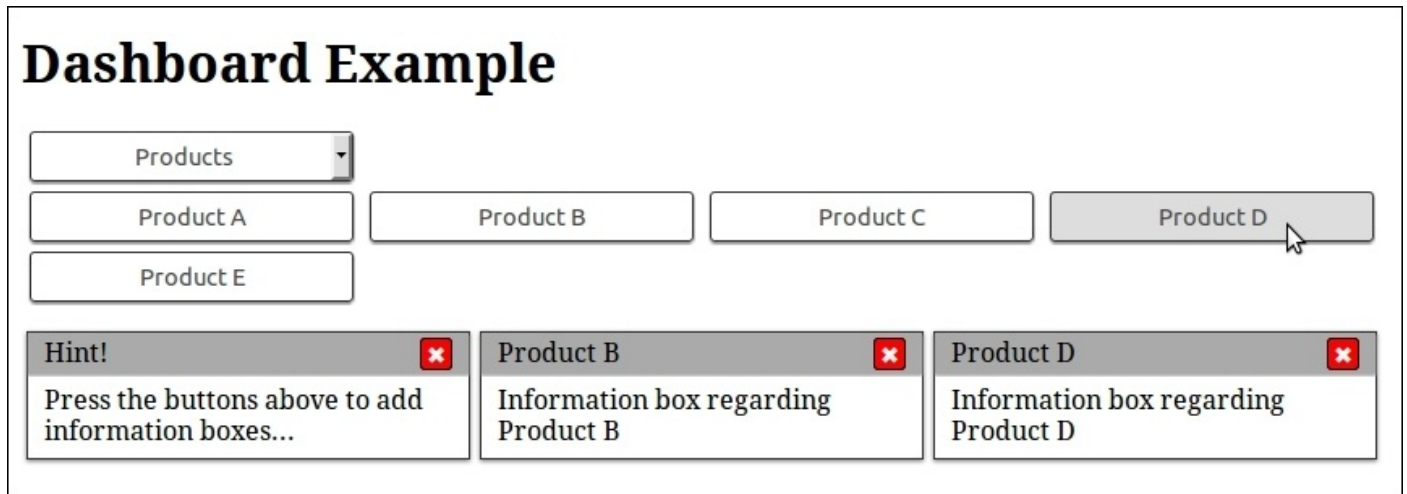 Dashboard Example
Products
Product A
Product B
Product C
Product D
Product E
Hint!
Press the buttons above to add
information boxes...
Product B
Information box regarding
Product B
Product D
Information box regarding
Product D